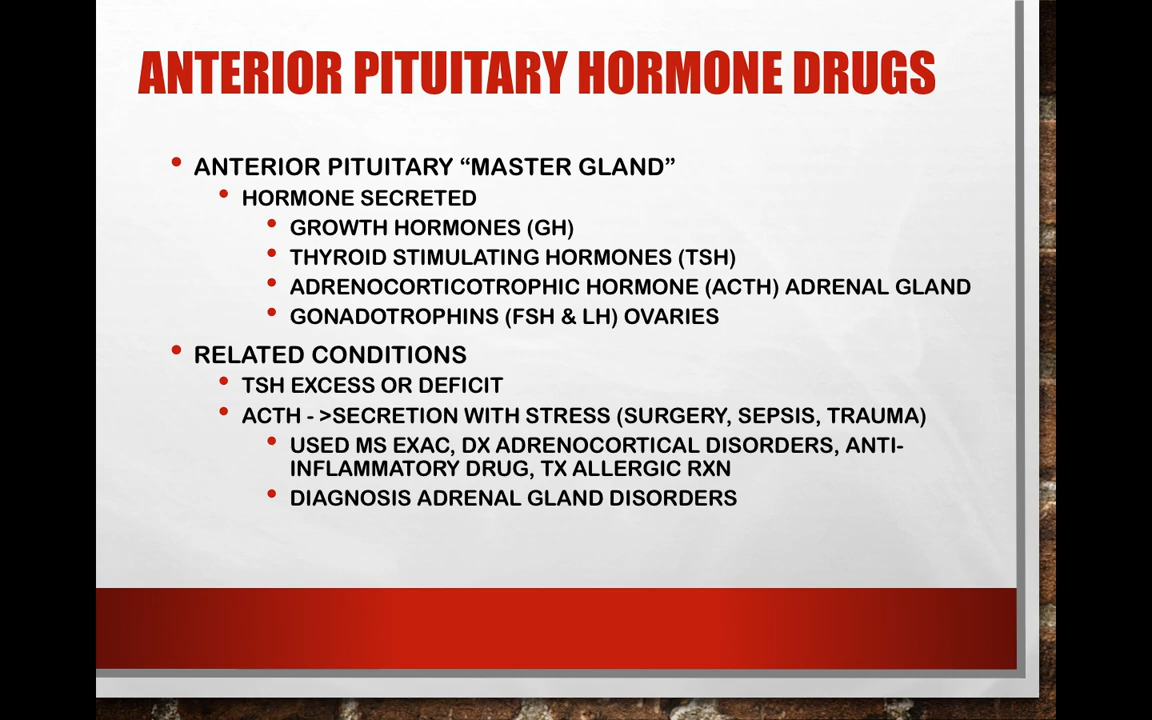 ANTERIOR PITUITARY HORMONE DRUGS
• ANTERIOR PITUITARY “MASTER GLAND”
• HORMONE SECRETED
• GROWTH HORMONES (GH)
• THYROID STIMULATING HORMONES (TSH)
• ADRENOCORTICOTROPHIC HORMONE (ACTH) ADRENAL GLAND
• GONADOTROPHINS (FSH & LH) OVARIES
• RELATED CONDITIONS
• TSH EXCESS OR DEFICIT
• ACTH - >SECRETION WITH STRESS (SURGERY, SEPSIS, TRAUMA)
• USED MS EXAC, DX ADRENOCORTICAL DISORDERS, ANTI-
INFLAMMATORY DRUG, TX ALLERGIC RXN
• DIAGNOSIS ADRENAL GLAND DISORDERS